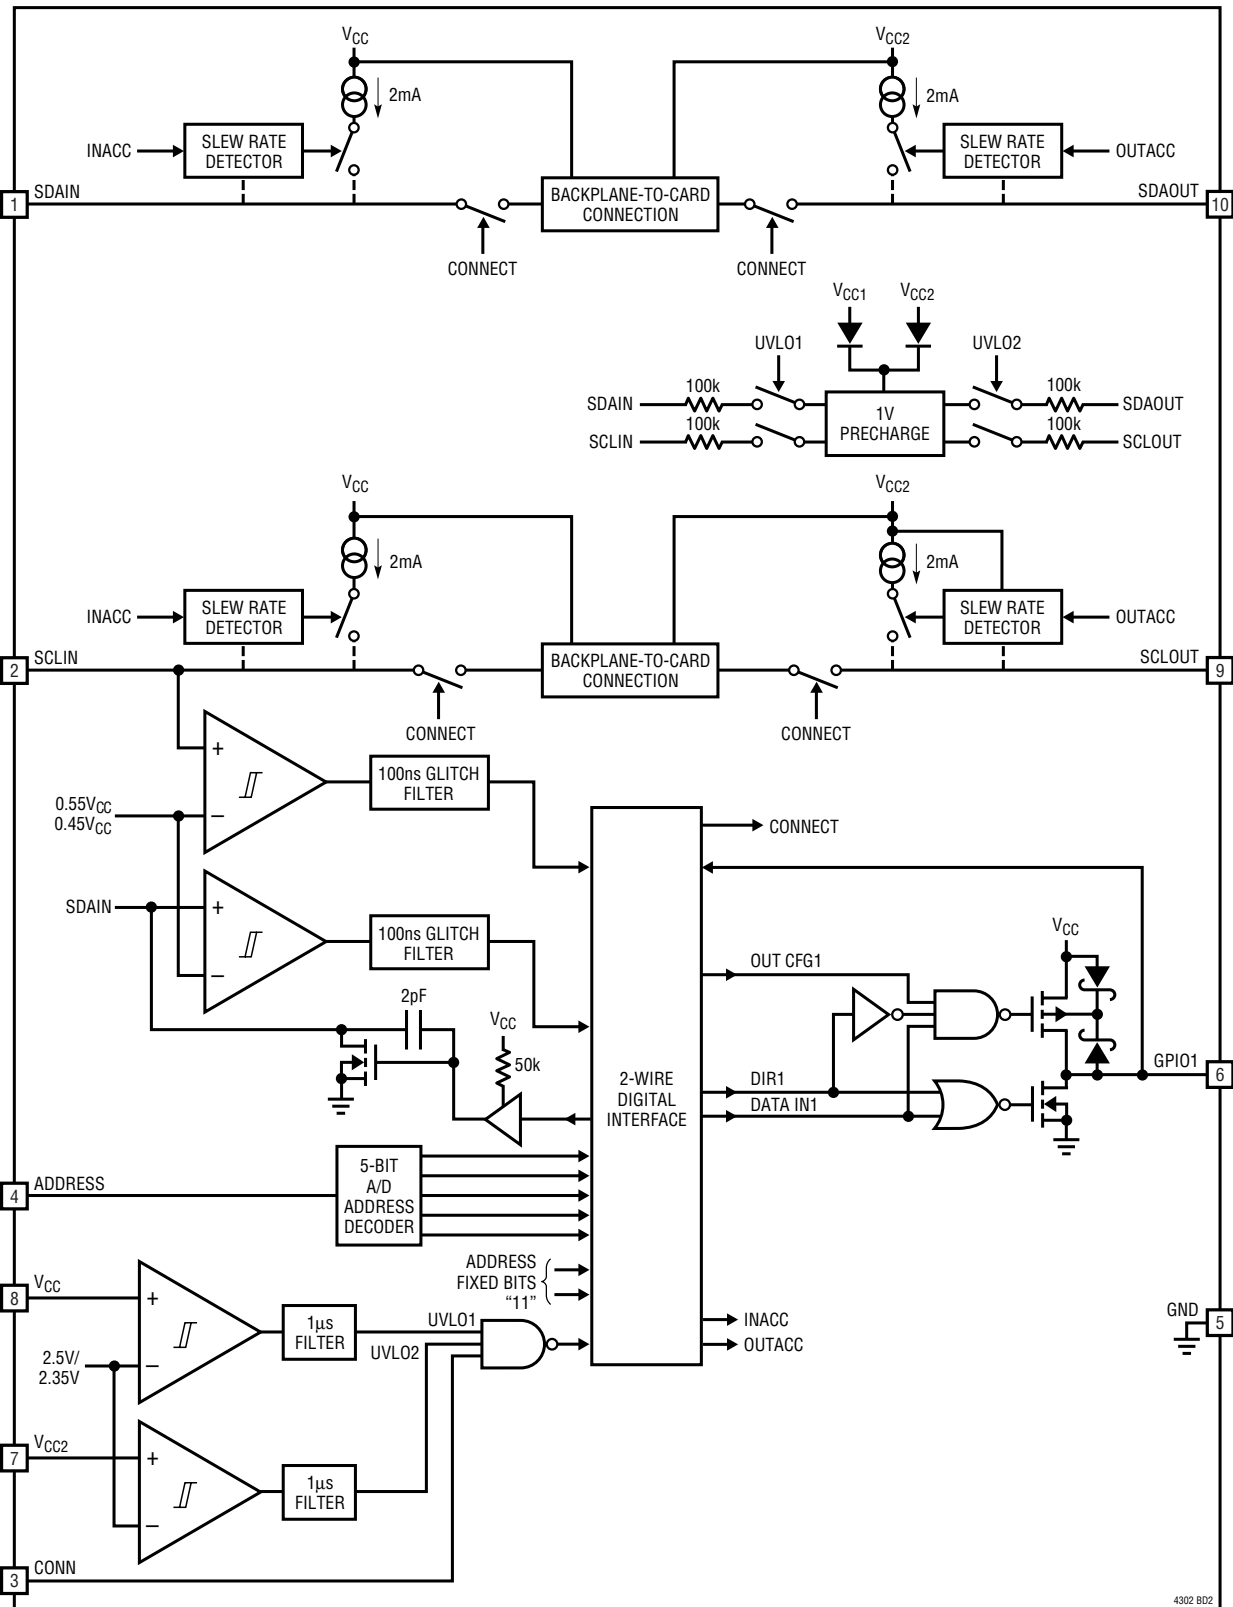 VCC
VCC2
2mA
2mA
INACC
SLEW RATE
DETECTOR
SLEW RATE
DETECTOR
OUTACC
1
SDAIN
BACKPLANE-TO-CARD
CONNECTION
SDAOUT
10
CONNECT
CONNECT
VCC1
VCC2
UVLO1
UVLO2
SDAIN
100k
1V
PRECHARGE
100k
SDAOUT
SCLIN
100k
100k
SCLOUT
VCC
VCC2
2mA
2mA
INACC
SLEW RATE
DETECTOR
SLEW RATE
DETECTOR
OUTACC
2
SCLIN
BACKPLANE-TO-CARD
CONNECTION
SCLOUT
9
CONNECT
CONNECT
+
–
0.55VCC
0.45VCC
100ns GLITCH
FILTER
CONNECT
SDAIN
+
–
100ns GLITCH
FILTER
OUT CFG1
VCC
2pF
VCC
50k
2-WIRE
DIGITAL
INTERFACE
DIR1
DATA IN1
GPIO1
6
4
ADDRESS
5-BIT
A/D
ADDRESS
DECODER
ADDRESS
FIXED BITS
“11”
8
VCC
+
–
2.5V/
2.35V
1µs
FILTER
UVLO1
UVLO2
INACC
OUTACC
GND
5
7
VCC2
+
–
1µs
FILTER
3
CONN
4302 BD2